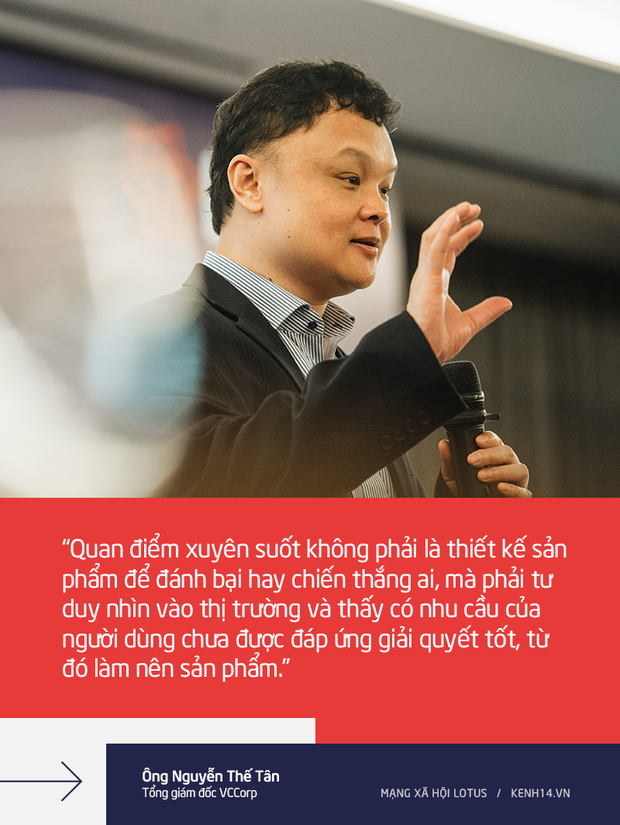 “Quan điểm xuyên suốt không phải là thiết kế sản
phẩm để đánh bại hay chiến thắng ai, mà phải tư
duy nhìn vào thị trường và thấy có nhu cầu của
người dùng chưa được đáp ứng giải quyết tốt, từ
đó làm nên sản phẩm.”
Ông Nguyễn Thế Tân
Tổng giám đốc VCCorp
MẠNG XÃ HỘI LOTUS / KENH14.VN